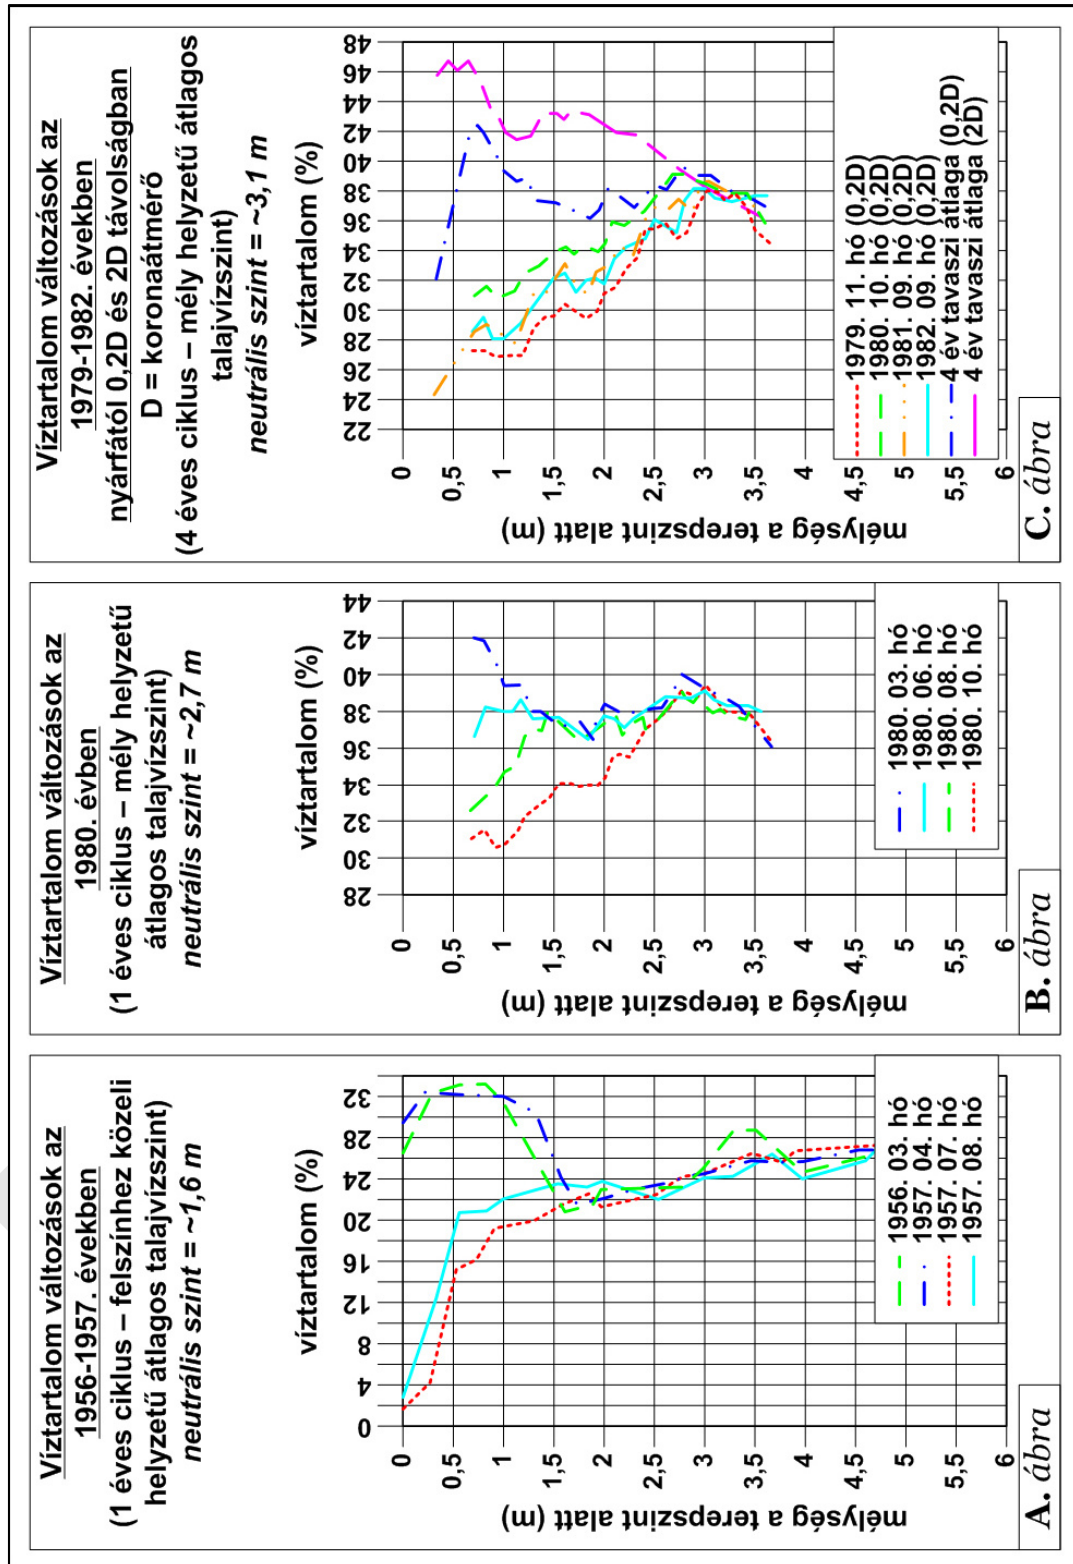 Víztartalom változások az
1956-1957. években
(1 éves ciklus – felszínhez közeli
helyzetű átlagos talajvízszint)
neutrális szint = ~1,6 m
víztartalom (%)
0 4 8 12 16 20 24 28 32
mélység a terepszint alatt (m)
0
0,5
1
1,5
2
2,5
3
3,5
4
4,5
5
5,5
6
1956. 03. hó
1957. 04. hó
1957. 07. hó
1957. 08. hó
A. ábra
Víztartalom változások az
1980. évben
(1 éves ciklus – mély helyzetű
átlagos talajvízszint)
neutrális szint = ~2,7 m
víztartalom (%)
28 30 32 34 36 38 40 42 44
mélység a terepszint alatt (m)
0
0,5
1
1,5
2
2,5
3
3,5
4
4,5
5
5,5
6
1980. 03. hó
1980. 06. hó
1980. 08. hó
1980. 10. hó
B. ábra
Víztartalom változások az
1979-1982. években
nyárfától 0,2D és 2D távolságban
D = koronaátmérő
(4 éves ciklus – mély helyzetű átlagos
talajvízszint)
neutrális szint = ~3,1 m
víztartalom (%)
22 24 26 28 30 32 34 36 38 40 42 44 46 48
mélység a terepszint alatt (m)
0
0,5
1
1,5
2
2,5
3
3,5
4
4,5
5
5,5
6
1979. 11. hó (0,2D)
1980. 10. hó (0,2D)
1981. 09. hó (0,2D)
1982. 09. hó (0,2D)
4 év tavaszi átlaga (0,2D)
4 év tavaszi átlaga (2D)
C. ábra